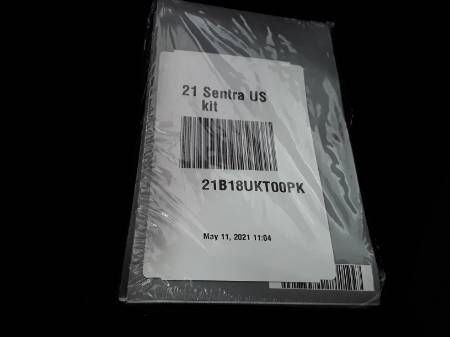 21 Sentra US
kit
21B18UKT00PK
May 11, 2021 11:04